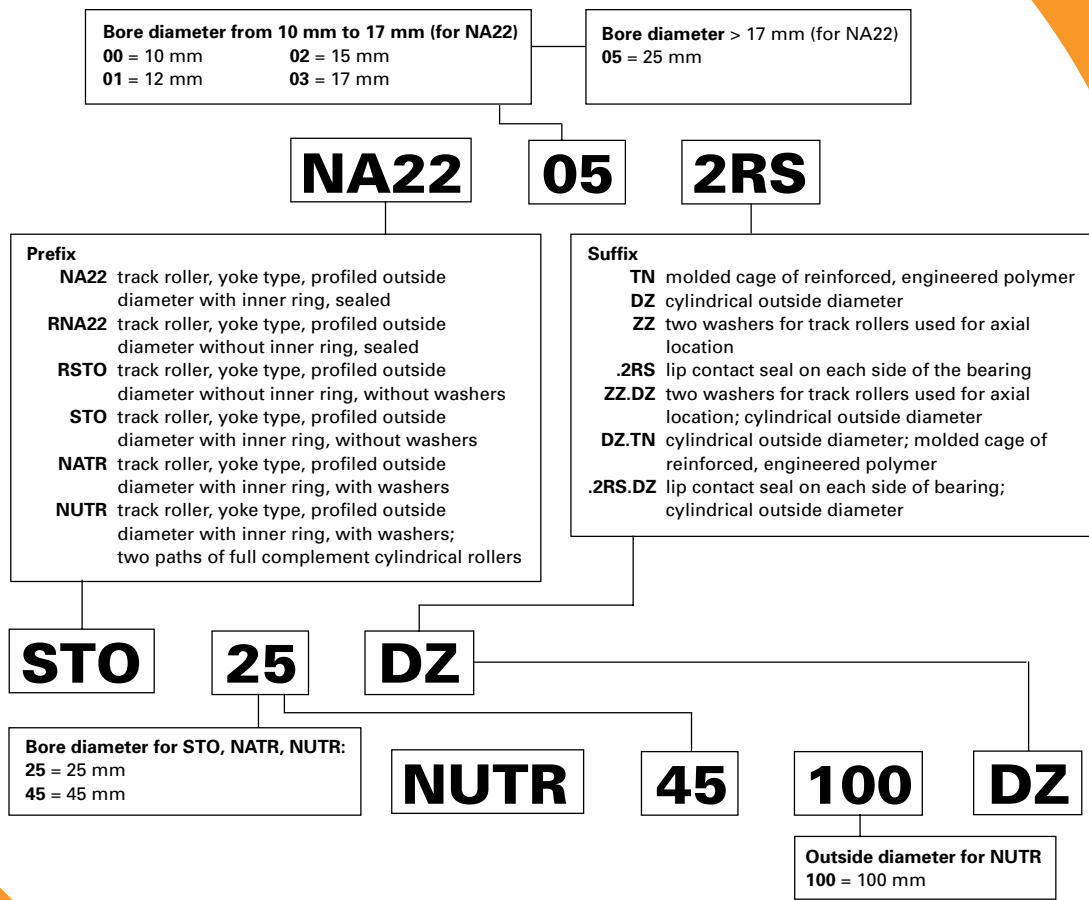 Bore diameter from 10 mm to 17 mm (for NA22)
00 = 10 mm 02 = 15 mm
01 = 12 mm 03 = 17 mm
Bore diameter > 17 mm (for NA22)
05 = 25 mm
NA22 05 2RS
Prefix
NA22 track roller, yoke type, profiled outside
diameter with inner ring, sealed
RNA22 track roller, yoke type, profiled outside
diameter without inner ring, sealed
RSTO track roller, yoke type, profiled outside
diameter without inner ring, without washers
STO track roller, yoke type, profiled outside
diameter with inner ring, without washers
NATR track roller, yoke type, profiled outside
diameter with inner ring, with washers
NUTR track roller, yoke type, profiled outside
diameter with inner ring, with washers;
two paths of full complement cylindrical rollers
Suffix
TN molded cage of reinforced, engineered polymer
DZ cylindrical outside diameter
ZZ two washers for track rollers used for axial
location
.2RS lip contact seal on each side of the bearing
ZZ.DZ two washers for track rollers used for axial
location; cylindrical outside diameter
DZ.TN cylindrical outside diameter; molded cage of
reinforced, engineered polymer
.2RS.DZ lip contact seal on each side of bearing;
cylindrical outside diameter
STO 25 DZ
Bore diameter for STO, NATR, NUTR:
25 = 25 mm
45 = 45 mm
NUTR 45 100 DZ
Outside diameter for NUTR
100 = 100 mm